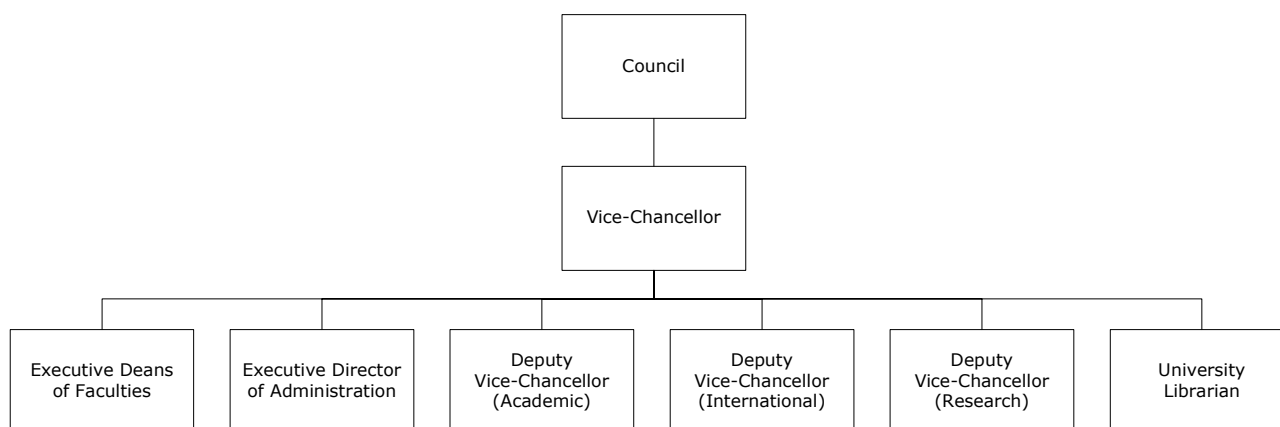 Council
Vice-Chancellor
Executive Deans
of Faculties
Executive Director
of Administration
Deputy
Vice-Chancellor
(Academic)
Deputy
Vice-Chancellor
(International)
Deputy
Vice-Chancellor
(Research)
University
Librarian